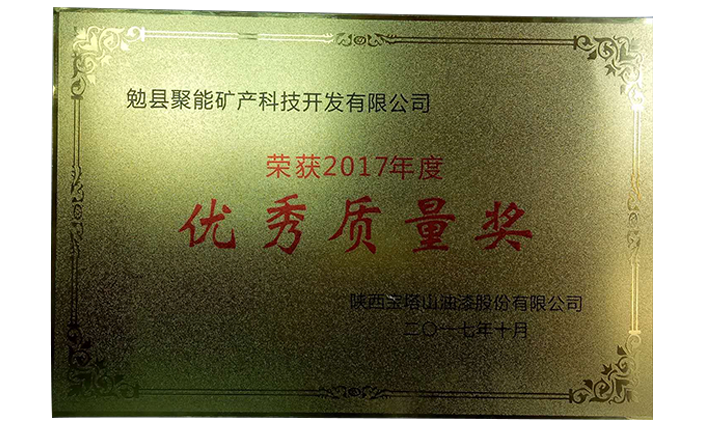 勉县聚能矿产科技开发有限公司
荣获2017年度
优秀质量奖
陕西宝塔山油漆股份有限公司
二〇一七年十月